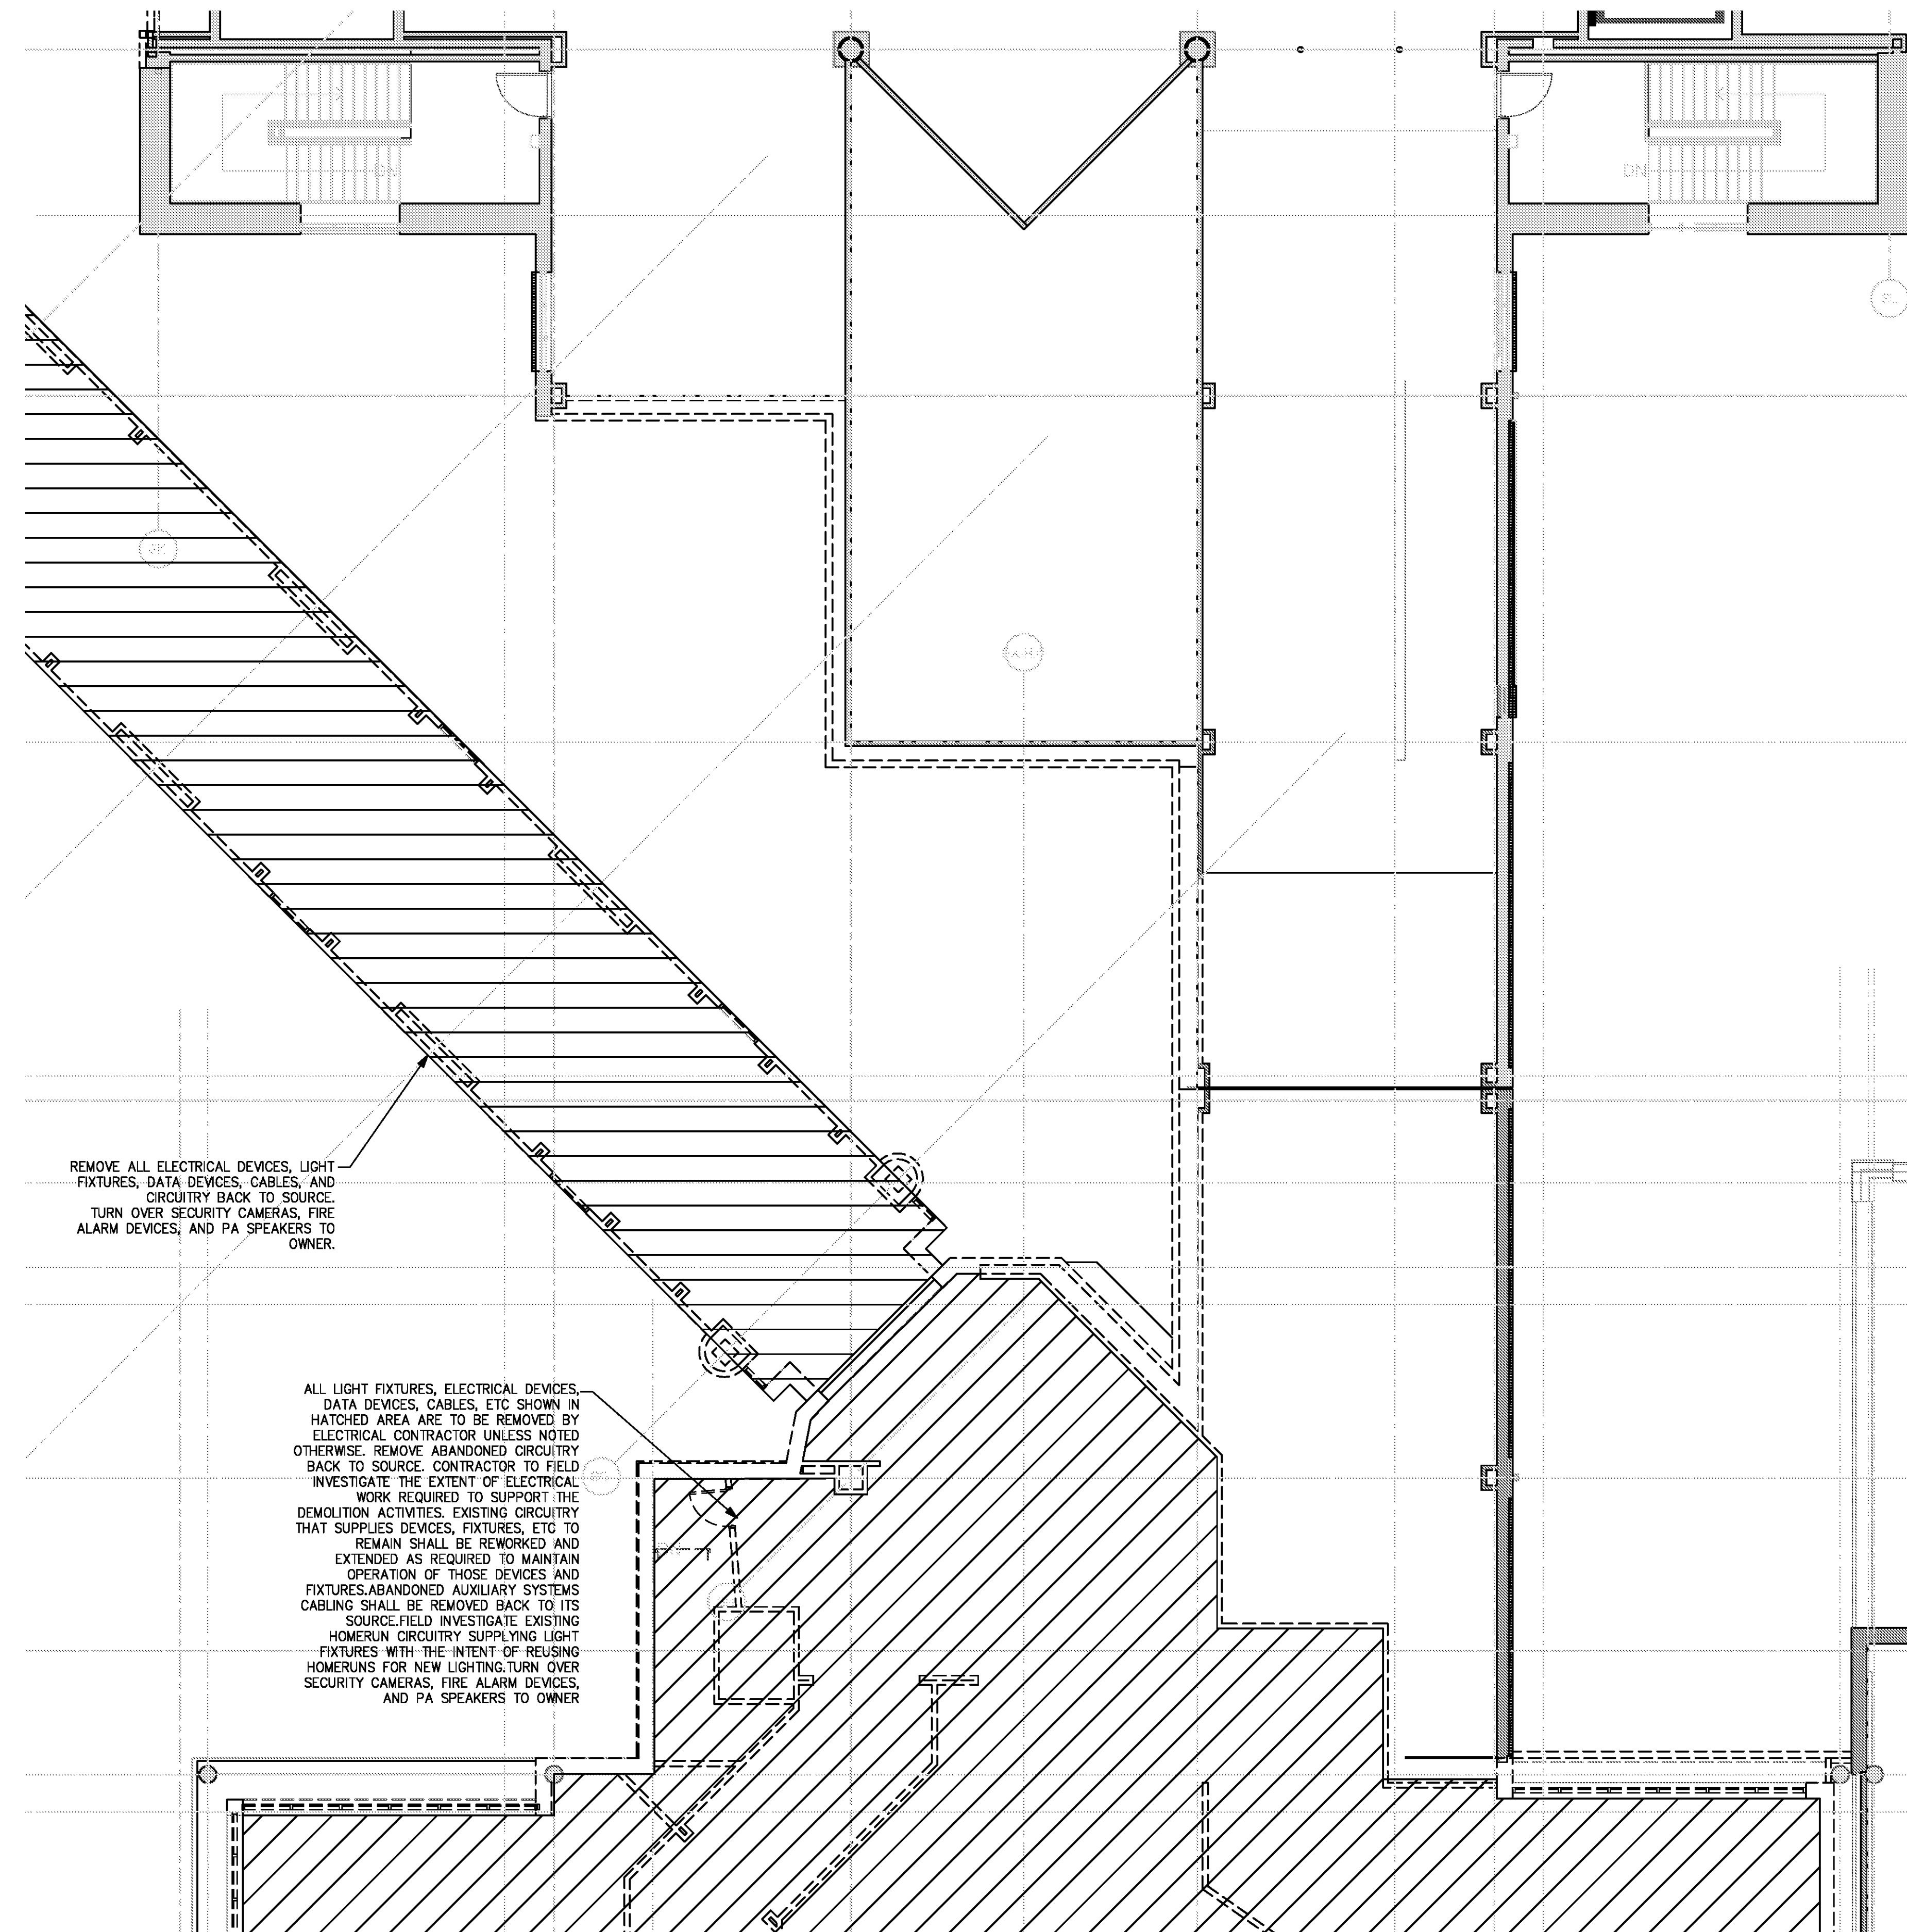 DN
DN
REMOVE ALL ELECTRICAL DEVICES, LIGHT
FIXTURES, DATA DEVICES, CABLES, AND
CIRCUITRY BACK TO SOURCE.
TURN OVER SECURITY CAMERAS, FIRE
ALARM DEVICES, AND PA SPEAKERS TO
OWNER.
ALL LIGHT FIXTURES, ELECTRICAL DEVICES,
DATA DEVICES, CABLES, ETC SHOWN IN
HATCHED AREA ARE TO BE REMOVED BY
ELECTRICAL CONTRACTOR UNLESS NOTED
OTHERWISE. REMOVE ABANDONED CIRCUITRY
BACK TO SOURCE. CONTRACTOR TO FIELD
INVESTIGATE THE EXTENT OF ELECTRICAL
WORK REQUIRED TO SUPPORT THE
DEMOLITION ACTIVITIES. EXISTING CIRCUITRY
THAT SUPPLIES DEVICES, FIXTURES, ETC TO
REMAIN SHALL BE REWORKED AND
EXTENDED AS REQUIRED TO MAINTAIN
OPERATION OF THOSE DEVICES AND
FIXTURES.ABANDONED AUXILIARY SYSTEMS
CABLING SHALL BE REMOVED BACK TO ITS
SOURCE.FIELD INVESTIGATE EXISTING
HOMERUN CIRCUITRY SUPPLYING LIGHT
FIXTURES WITH THE INTENT OF REUSING
HOMERUNS FOR NEW LIGHTING.TURN OVER
SECURITY CAMERAS, FIRE ALARM DEVICES,
AND PA SPEAKERS TO OWNER